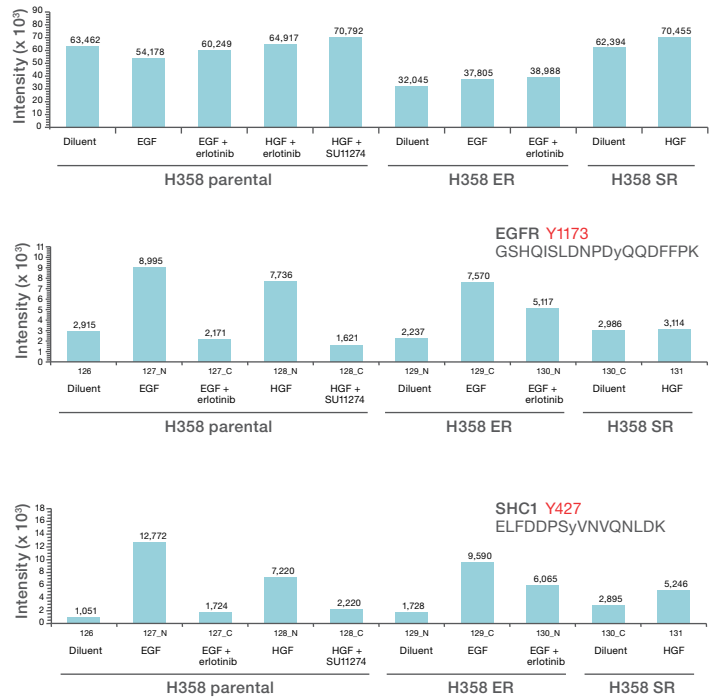 Intensity (x 10³)
90
80
70
60
50
40
30
20
10
0
63,462
54,178
60,249
64,917
70,792
32,045
37,805
38,988
62,394
70,455
Diluent
EGF
EGF +
erlotinib
HGF +
erlotinib
HGF +
SU11274
Diluent
EGF
EGF +
erlotinib
Diluent
HGF
H358 parental
H358 ER
H358 SR
EGFR Y1173
GSHQISLDNPDyQQDFFPK
Intensity (x 10³)
11
10
9
8
7
6
5
4
3
2
1
0
2,915
8,995
2,171
7,736
1,621
2,237
7,570
5,117
2,986
3,114
126
127_N
127_C
128_N
128_C
129_N
129_C
130_N
130_C
131
Diluent
EGF
EGF +
erlotinib
HGF
HGF +
SU11274
Diluent
EGF
EGF +
erlotinib
Diluent
HGF
H358 parental
H358 ER
H358 SR
SHC1 Y427
ELFDDPSyVNVQNLDK
Intensity (x 10³)
18
16
14
12
10
8
6
4
2
0
1,051
12,772
1,724
7,220
2,220
1,728
9,590
6,065
2,895
5,246
126
127_N
127_C
128_N
128_C
129_N
129_C
130_N
130_C
131
Diluent
EGF
EGF +
erlotinib
HGF
HGF +
SU11274
Diluent
EGF
EGF +
erlotinib
Diluent
HGF
H358 parental
H358 ER
H358 SR